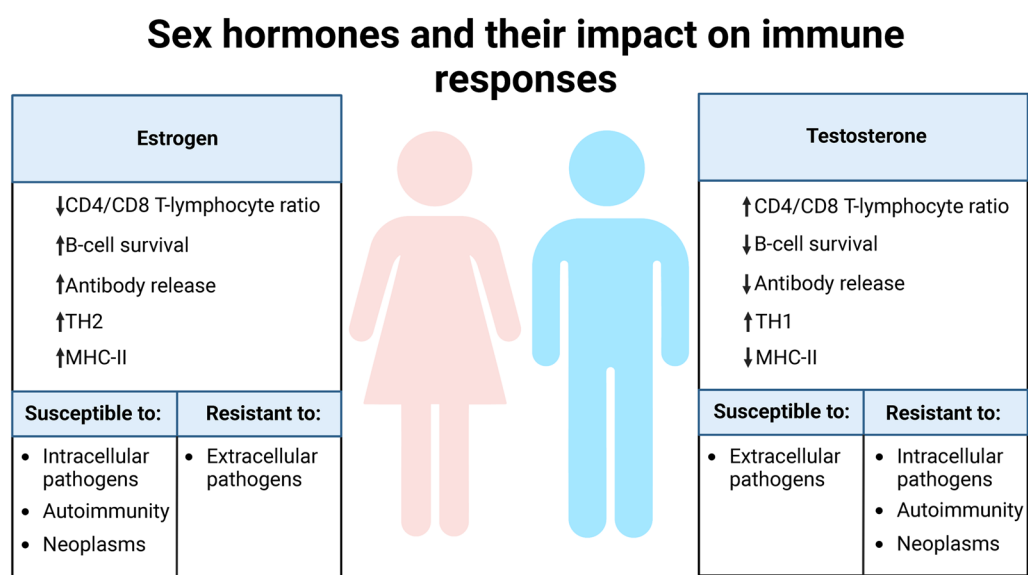 Sex hormones and their impact on immune
responses
Estrogen
↓CD4/CD8 T-lymphocyte ratio
↑B-cell survival
↑Antibody release
↑TH2
↑MHC-II
Susceptible to:
• Intracellular
pathogens
• Autoimmunity
• Neoplasms
Resistant to:
• Extracellular
pathogens
Testosterone
↑CD4/CD8 T-lymphocyte ratio
↓B-cell survival
↓Antibody release
↑TH1
↓MHC-II
Susceptible to:
• Extracellular
pathogens
Resistant to:
• Intracellular
pathogens
• Autoimmunity
• Neoplasms